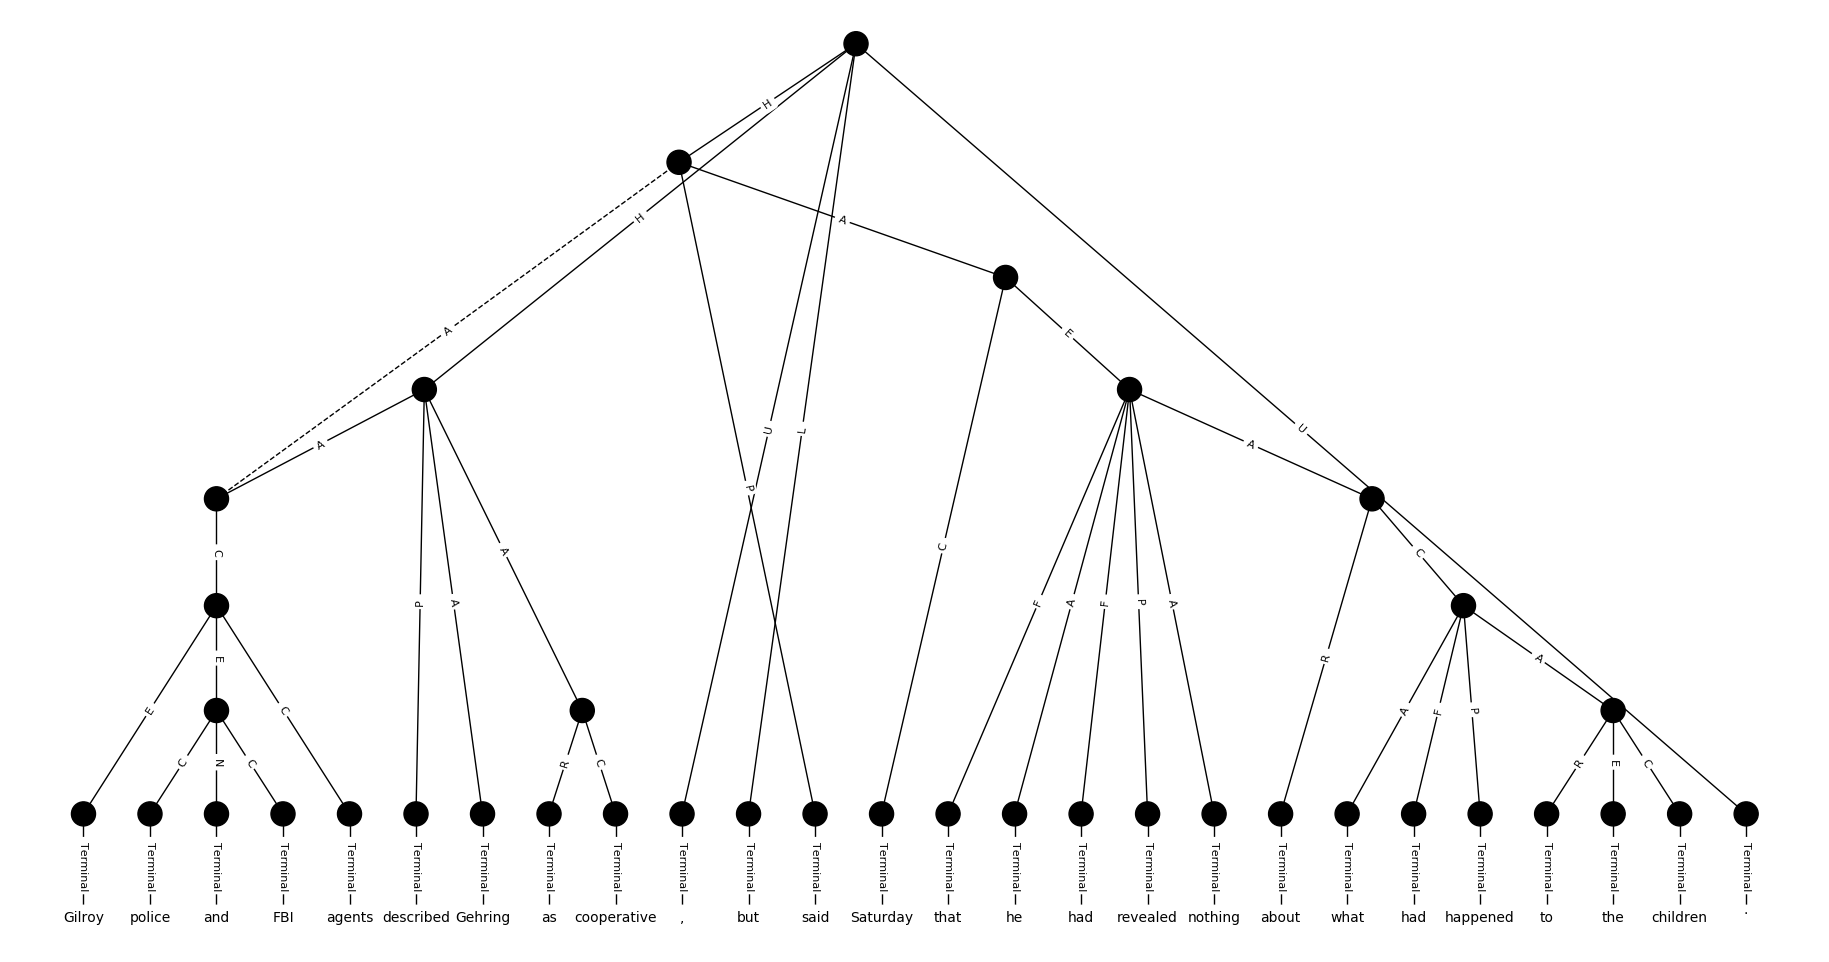 H
H
A
A
U
L
U
P
E
A
C
A
P
A
A
C
F
A
F
P
A
R
C
E
E
C
C
N
C
R
C
A
F
P
A
R
E
C
Terminal Terminal Terminal Terminal Terminal Terminal Terminal Terminal Terminal Terminal Terminal Terminal Terminal Terminal Terminal Terminal Terminal Terminal Terminal Terminal Terminal Terminal Terminal Terminal Terminal Terminal
Gilroy police and FBI agents described Gehring as cooperative , but said Saturday that he had revealed nothing about what had happened to the children .